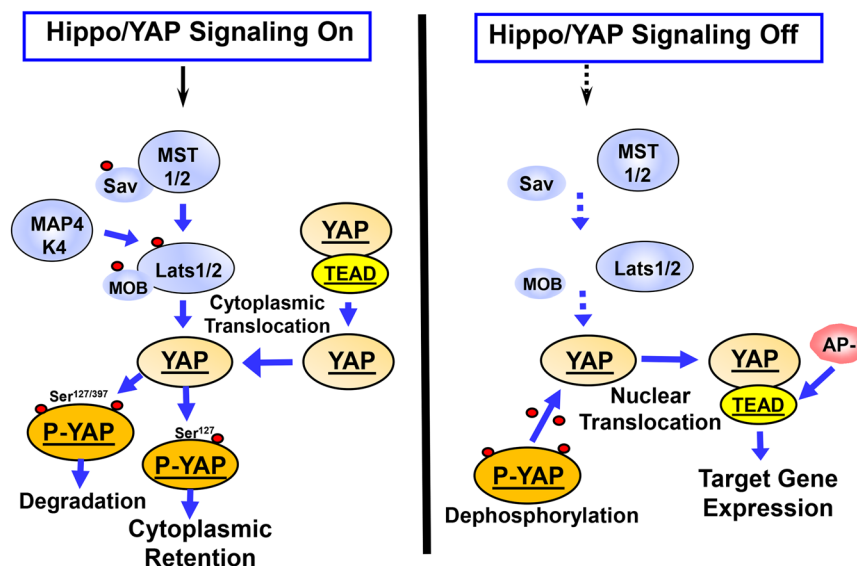 Hippo/YAP Signaling On
MST
1/2
Sav
MAP4
K4
Lats1/2
MOB
YAP
TEAD
Cytoplasmic
Translocation
YAP
YAP
Ser127/397
P-YAP
Ser127
P-YAP
Degradation
Cytoplasmic
Retention
Hippo/YAP Signaling Off
MST
1/2
Sav
Lats1/2
MOB
YAP
YAP
TEAD
AP-
Nuclear
Translocation
P-YAP
Dephosphorylation
Target Gene
Expression